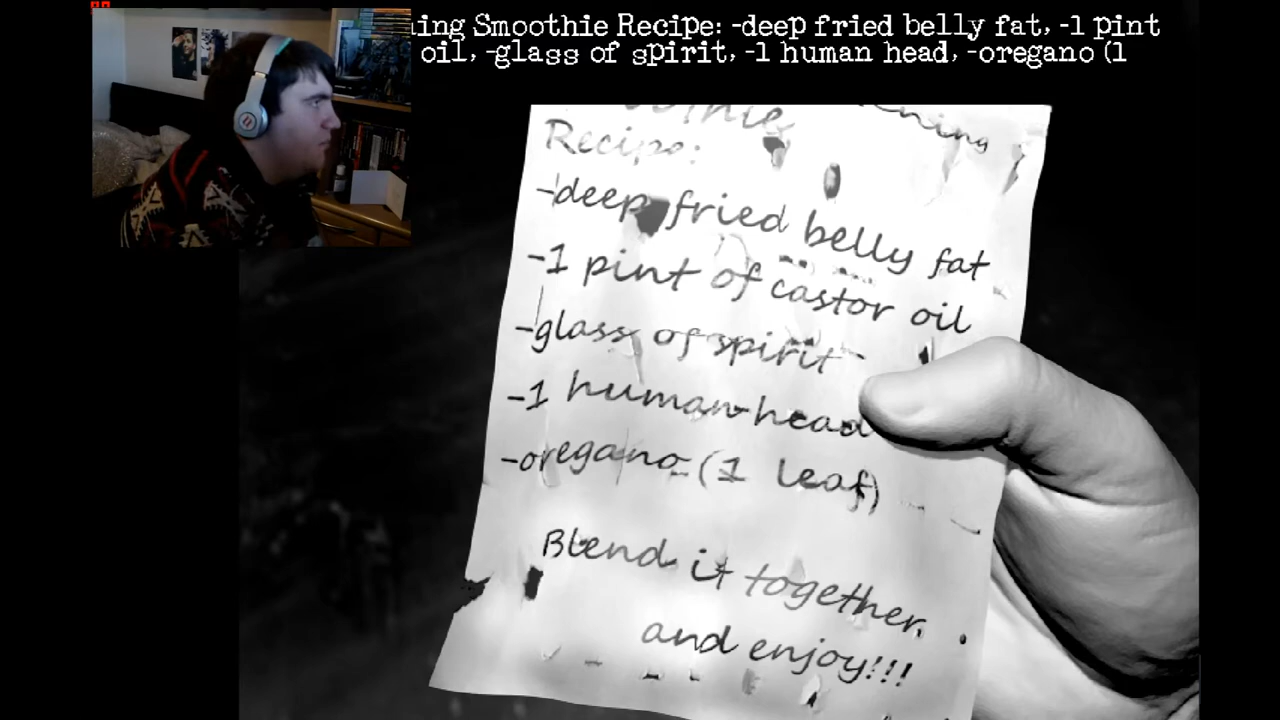 ing Smoothie Recipe: -deep fried belly fat, -1 pint
oil, -glass of spirit, -1 human head, -oregano (1
Recipe:
-deep fried belly fat
-1 pint of castor oil
-glass of spirit
-1 human head
-oregano (1 leaf)
Blend it together.
and enjoy!!!